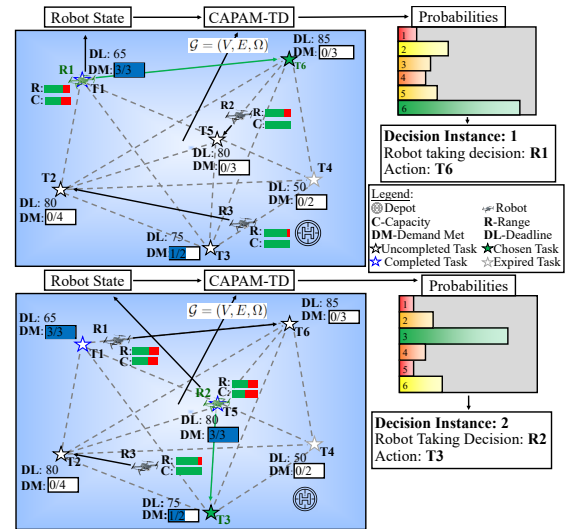 Robot State
CAPAM-TD
Probabilities
DL: 65
DM: 3/3
R1
R:
C:
T1
𝒢 = (V, E, Ω)
DL: 85
DM: 0/3
T6
R2
R:
C:
T5
DL: 80
DM: 0/3
T4
DL: 50
DM: 0/2
T2
DL: 80
DM: 0/4
R3
R:
C:
DL: 75
DM: 1/2
T3
H
1
2
3
4
5
6
Decision Instance: 1
Robot taking decision: R1
Action: T6
Legend:
Depot
Robot
C-Capacity
R-Range
DM-Demand Met
DL-Deadline
Uncompleted Task
Chosen Task
Completed Task
Expired Task
Robot State
CAPAM-TD
Probabilities
DL: 65
DM: 3/3
R1
T1
R:
C:
𝒢 = (V, E, Ω)
DL: 85
DM: 0/3
T6
R:
C:
R2
T5
DL: 80
DM: 3/3
T4
DL: 50
DM: 0/2
T2
DL: 80
DM: 0/4
R3
R:
C:
DL: 75
DM: 1/2
T3
H
1
2
3
4
5
6
Decision Instance: 2
Robot Taking Decision: R2
Action: T3